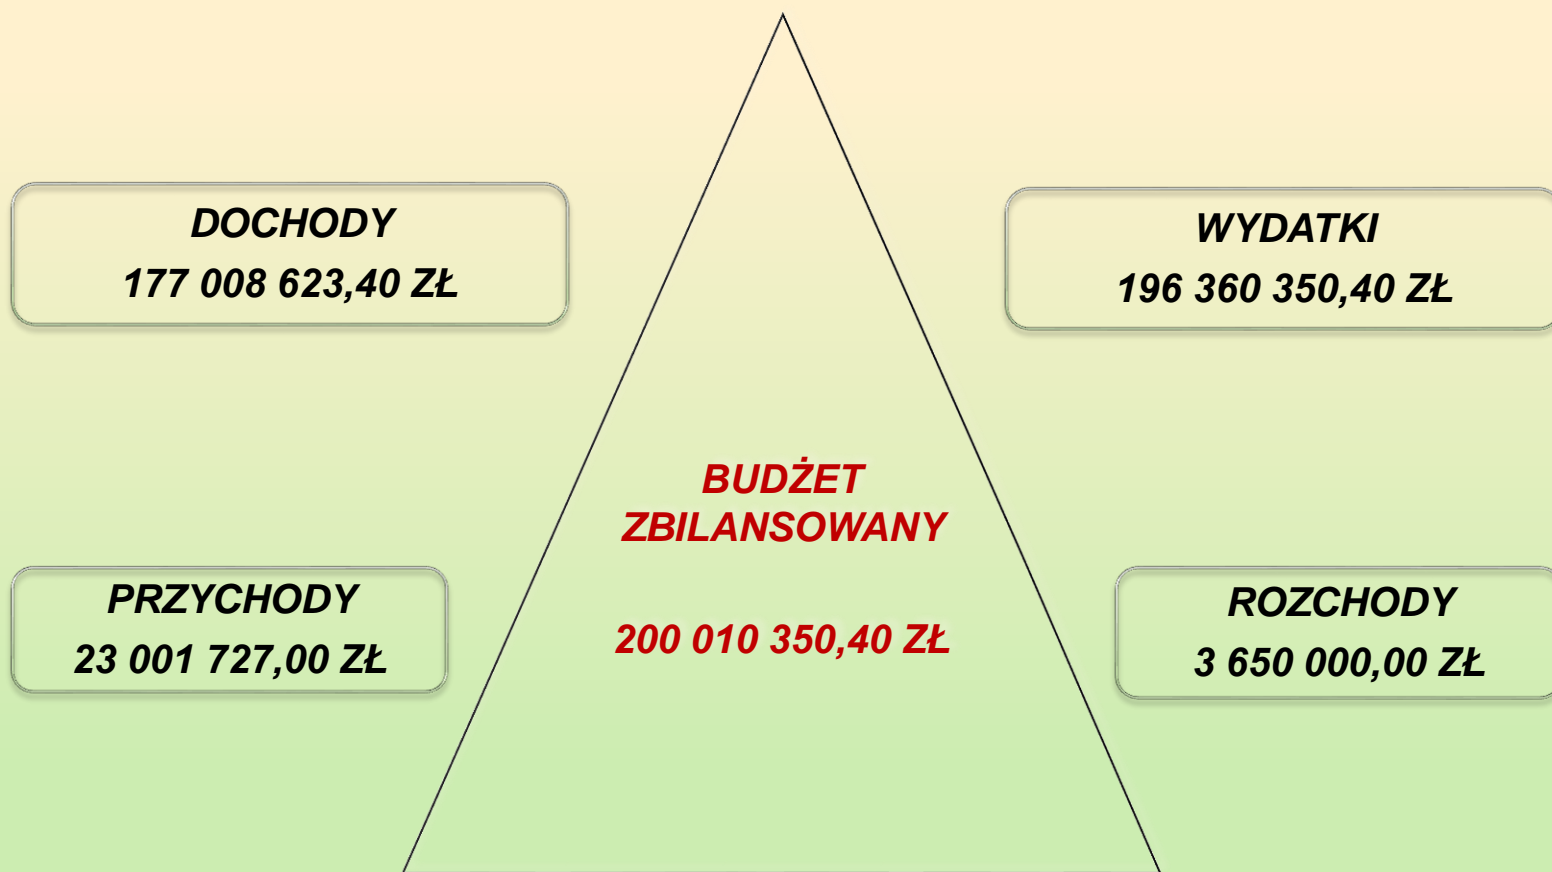 DOCHODY
177 008 623,40 ZŁ
WYDATKI
196 360 350,40 ZŁ
BUDŻET
ZBILANSOWANY
200 010 350,40 ZŁ
PRZYCHODY
23 001 727,00 ZŁ
ROZCHODY
3 650 000,00 ZŁ